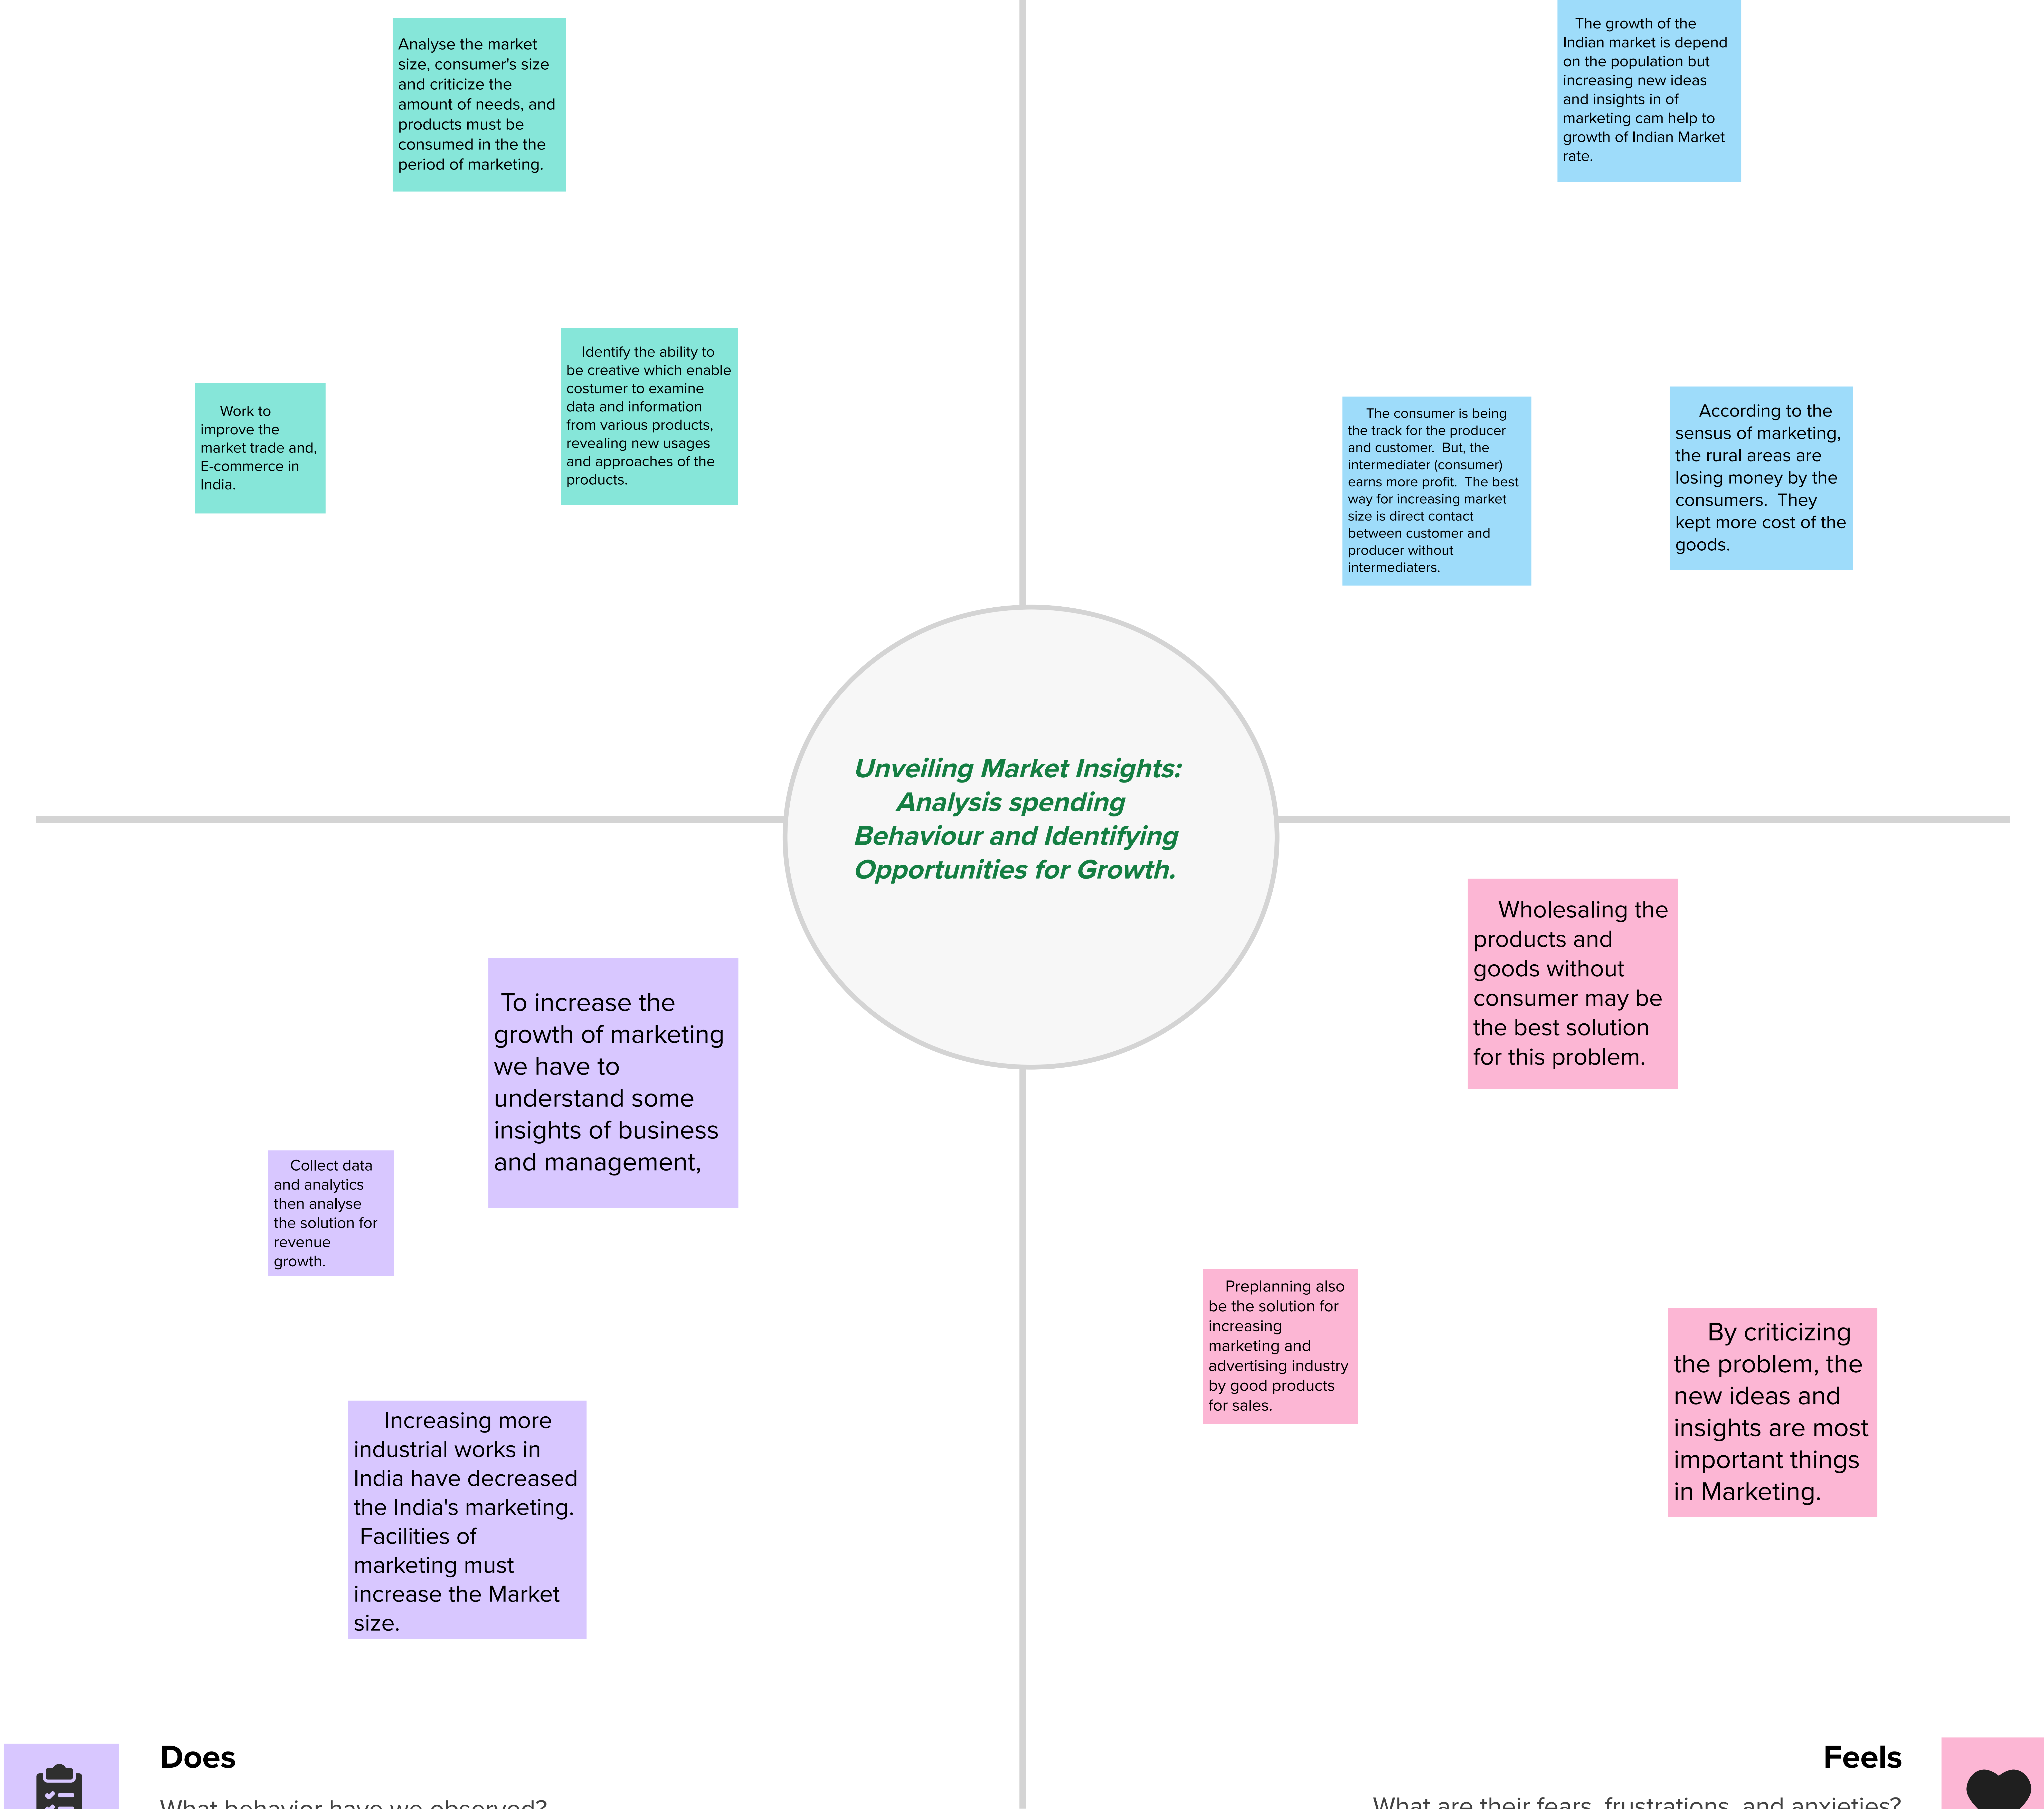 Analyse the market
size, consumer's size
and criticize the
amount of needs, and
products must be
consumed in the the
period of marketing.
Work to
improve the
market trade and,
E-commerce in
India.
Identify the ability to
be creative which enable
costumer to examine
data and information
from various products,
revealing new usages
and approaches of the
products.
The growth of the
Indian market is depend
on the population but
increasing new ideas
and insights in of
marketing cam help to
growth of Indian Market
rate.
The consumer is being
the track for the producer
and customer.  But, the
intermediater (consumer)
earns more profit.  The best
way for increasing market
size is direct contact
between customer and
producer without
intermediaters.
According to the
sensus of marketing,
the rural areas are
losing money by the
consumers.  They
kept more cost of the
goods.
Unveiling Market Insights:
Analysis spending
Behaviour and Identifying
Opportunities for Growth.
To increase the
growth of marketing
we have to
understand some
insights of business
and management,
Collect data
and analytics
then analyse
the solution for
revenue
growth.
Increasing more
industrial works in
India have decreased
the India's marketing.
Facilities of
marketing must
increase the Market
size.
Wholesaling the
products and
goods without
consumer may be
the best solution
for this problem.
Preplanning also
be the solution for
increasing
marketing and
advertising industry
by good products
for sales.
By criticizing
the problem, the
new ideas and
insights are most
important things
in Marketing.
Does
What behavior have we observed?
Feels
What are their fears, frustrations, and anxieties?